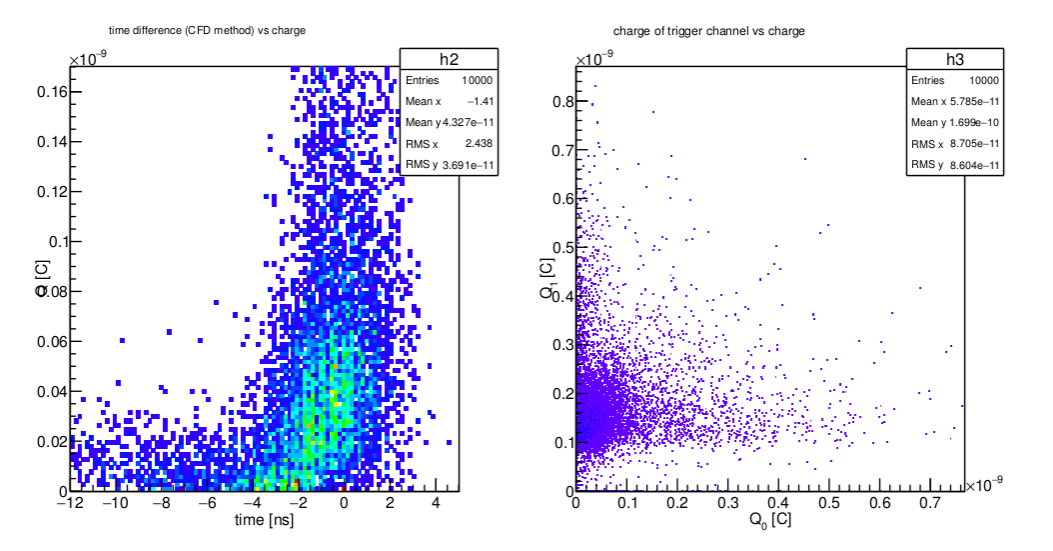 time difference (CFD method) vs charge
×10⁻⁹
h2
Entries 10000
Mean x −1.41
Mean y 4.327e−11
RMS x 2.438
RMS y 3.691e−11
0.16
0.14
0.12
0.1
0.08
0.06
0.04
0.02
0
Q [C]
−12 −10 −8 −6 −4 −2 0 2 4
time [ns]
charge of trigger channel vs charge
×10⁻⁹
h3
Entries 10000
Mean x 5.785e−11
Mean y 1.699e−10
RMS x 8.705e−11
RMS y 8.604e−11
0.8
0.7
0.6
0.5
0.4
0.3
0.2
0.1
0
Q₁ [C]
0 0.1 0.2 0.3 0.4 0.5 0.6 0.7
×10⁻⁹
Q₀ [C]